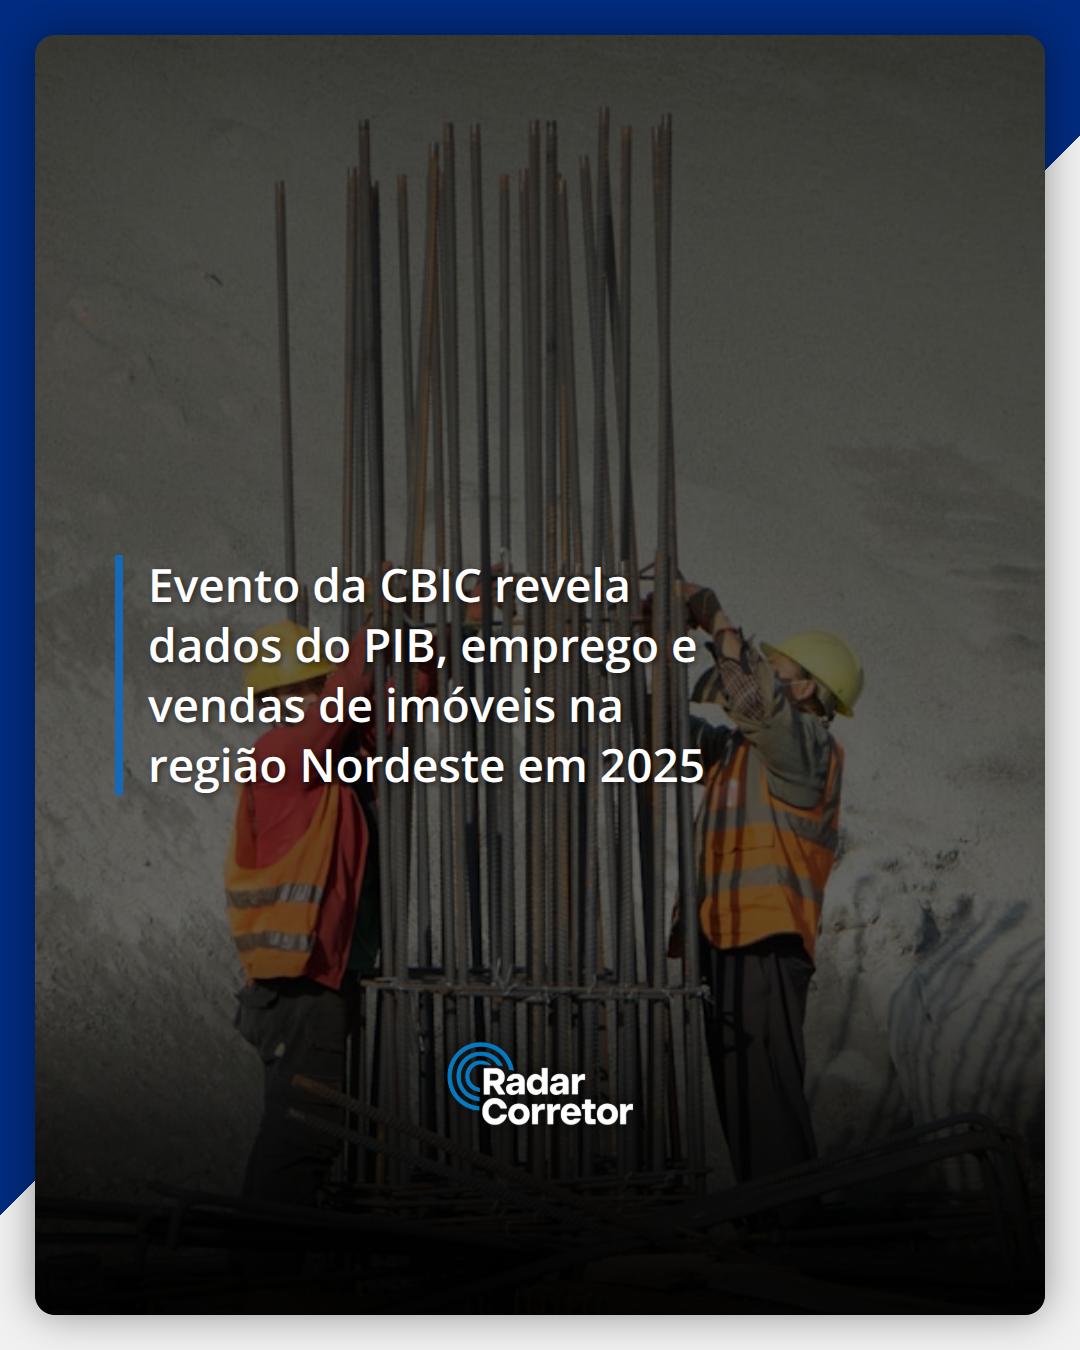 Evento da CBIC revela
dados do PIB, emprego e
vendas de imóveis na
região Nordeste em 2025
Radar
Corretor